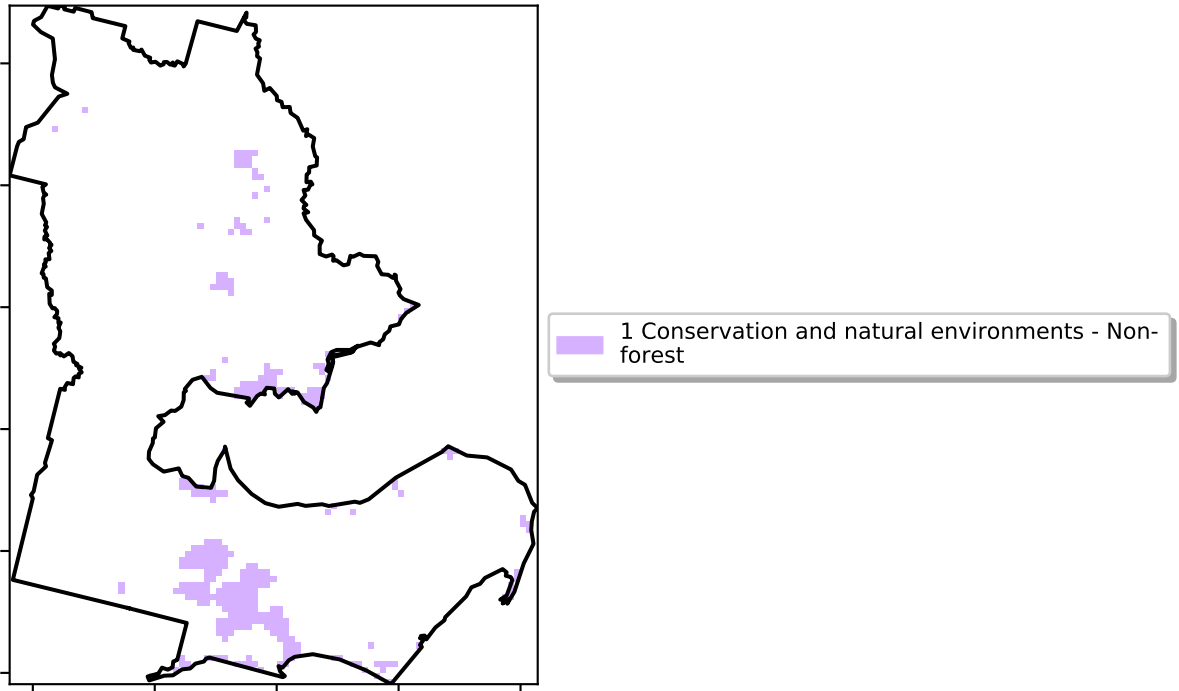 1 Conservation and natural environments - Non-
forest